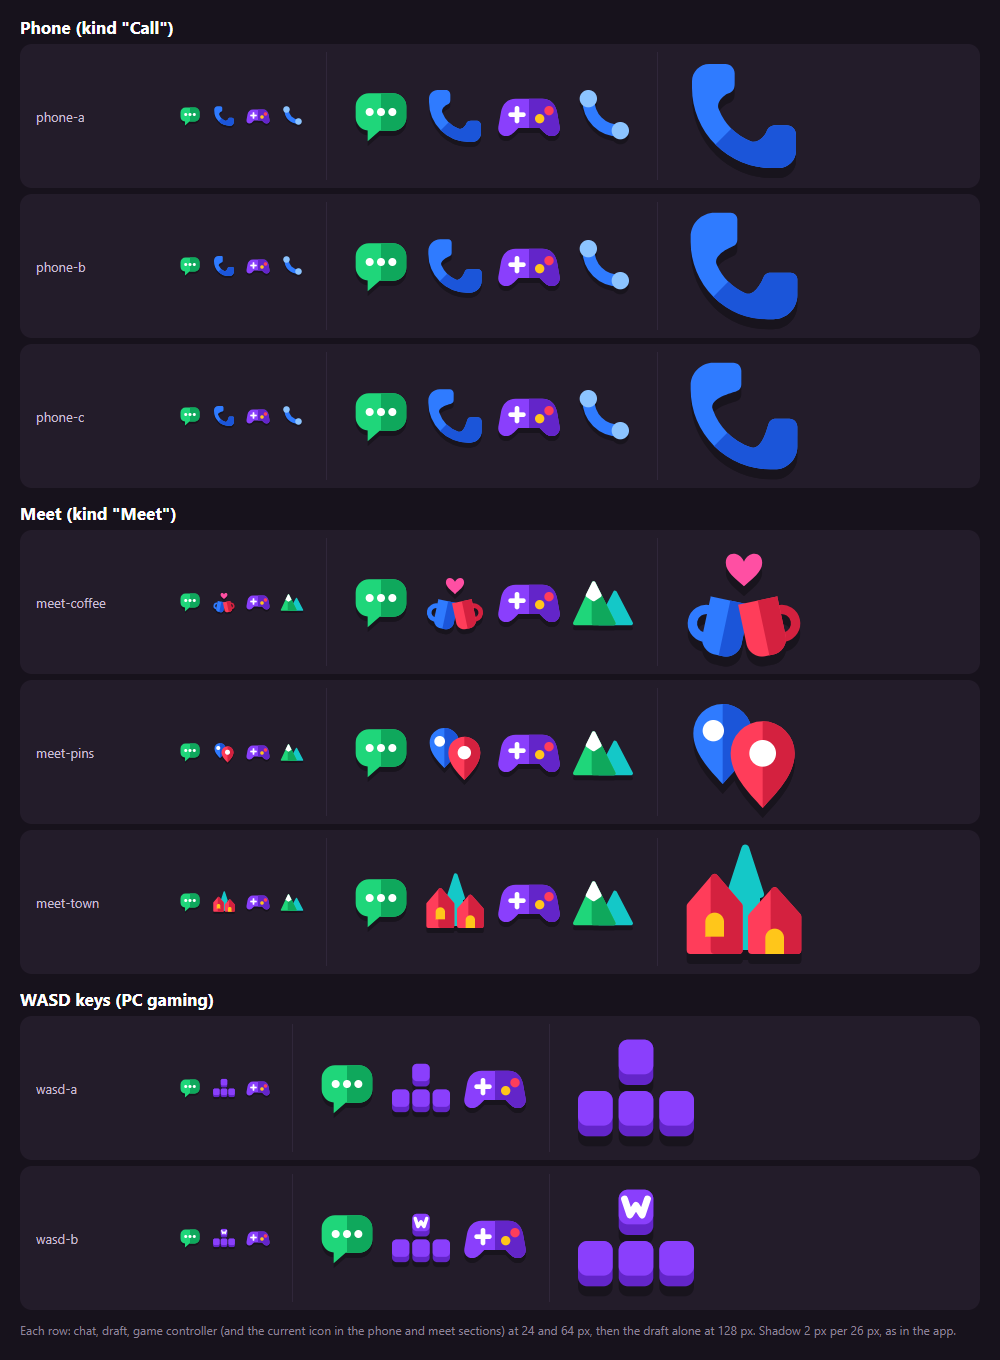 Phone (kind "Call")
phone-a
phone-b
phone-c
Meet (kind "Meet")
meet-coffee
meet-pins
meet-town
WASD keys (PC gaming)
wasd-a
wasd-b
W
W
W
Each row: chat, draft, game controller (and the current icon in the phone and meet sections) at 24 and 64 px, then the draft alone at 128 px. Shadow 2 px per 26 px, as in the app.